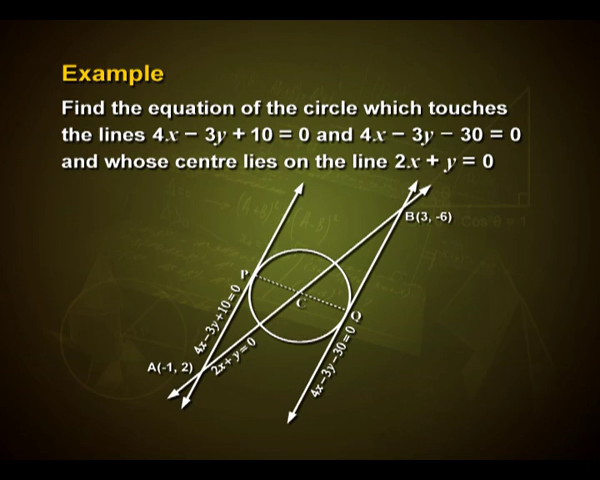 Example
Find the equation of the circle which touches
the lines 4x − 3y + 10 = 0 and 4x − 3y − 30 = 0
and whose centre lies on the line 2x + y = 0
B(3, -6)
P
C
Q
4x−3y+10=0
A(-1, 2)
2x+y=0
4x−3y−30=0